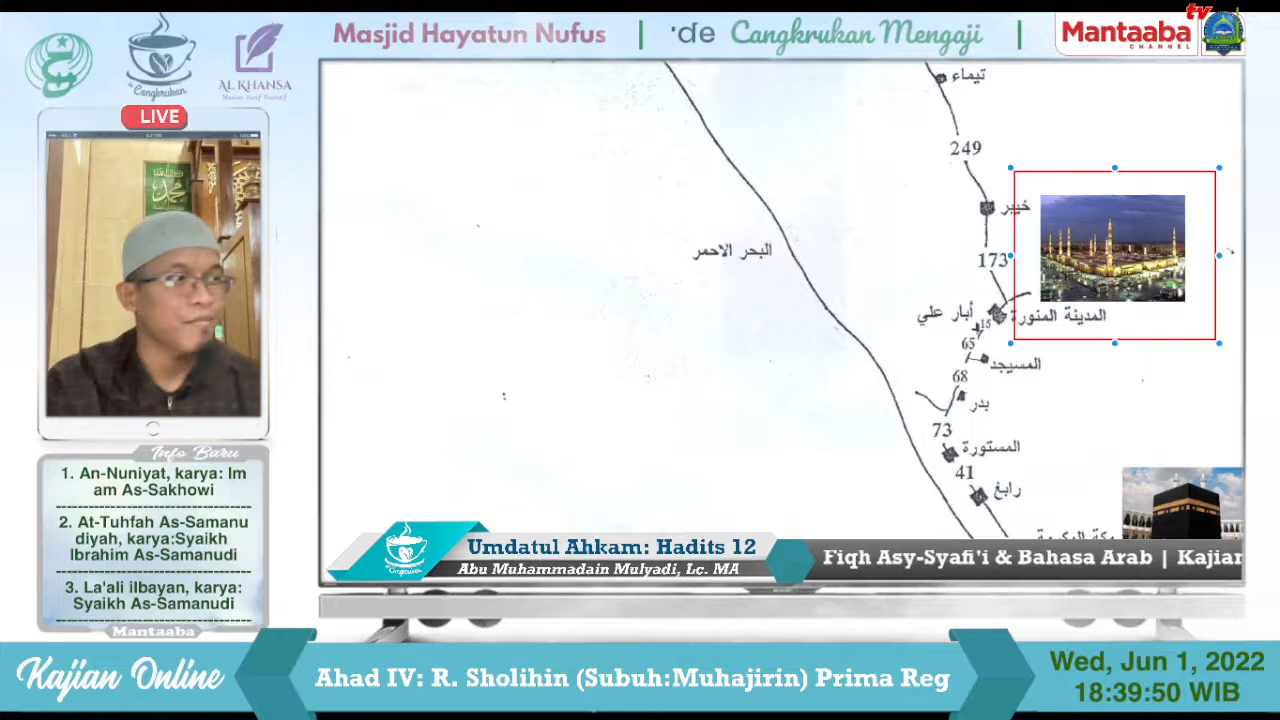 Masjid Hayatun Nufus | 'de Cangkrukan Mengaji |
Mantaaba tv
CHANNEL
Cangkrukan
AL KHANSA
LIVE
تيماء
249
خيبر
173
البحر الاحمر
أبار علي
المدينة المنورة
15
65
المسيجد
68
بدر
73
المستورة
41
رابغ
Info Baru
1. An-Nuniyat, karya: Im
am As-Sakhowi
2. At-Tuhfah As-Samanu
diyah, karya:Syaikh
Ibrahim As-Samanudi
3. La'ali ilbayan, karya:
Syaikh As-Samanudi
Mantaaba
Umdatul Ahkam: Hadits 12
Abu Muhammadain Mulyadi, Lc. MA
Fiqh Asy-Syafi'i & Bahasa Arab | Kajian
Kajian Online
Ahad IV: R. Sholihin (Subuh:Muhajirin) Prima Reg
Wed, Jun 1, 2022
18:39:50 WIB